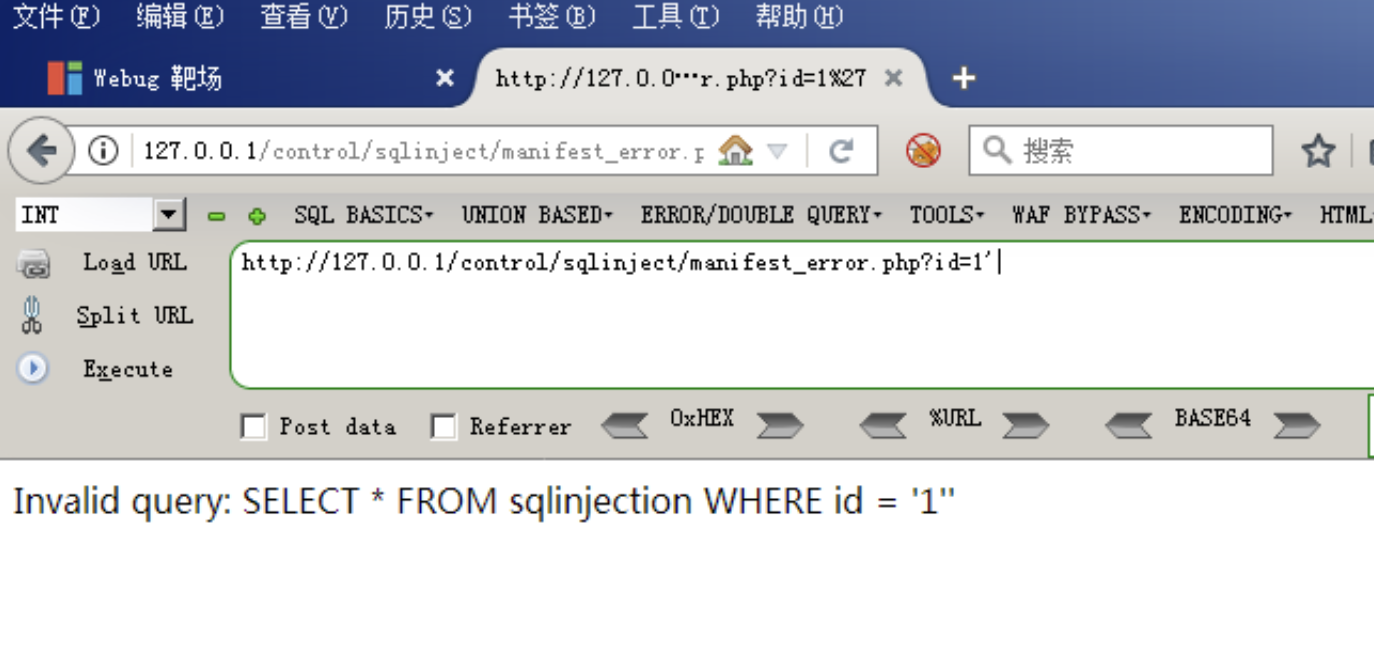 文件(F) 编辑(E) 查看(V) 历史(S) 书签(B) 工具(T) 帮助(H)
Webug 靶场 http://127.0.0···r.php?id=1%27
127.0.0.1/control/sqlinject/manifest_error.p 搜索
INT SQL BASICS UNION BASED ERROR/DOUBLE QUERY TOOLS WAF BYPASS ENCODING HTML
Load URL http://127.0.0.1/control/sqlinject/manifest_error.php?id=1'
Split URL
Execute
Post data Referrer 0xHEX %URL BASE64
Invalid query: SELECT * FROM sqlinjection WHERE id = '1''